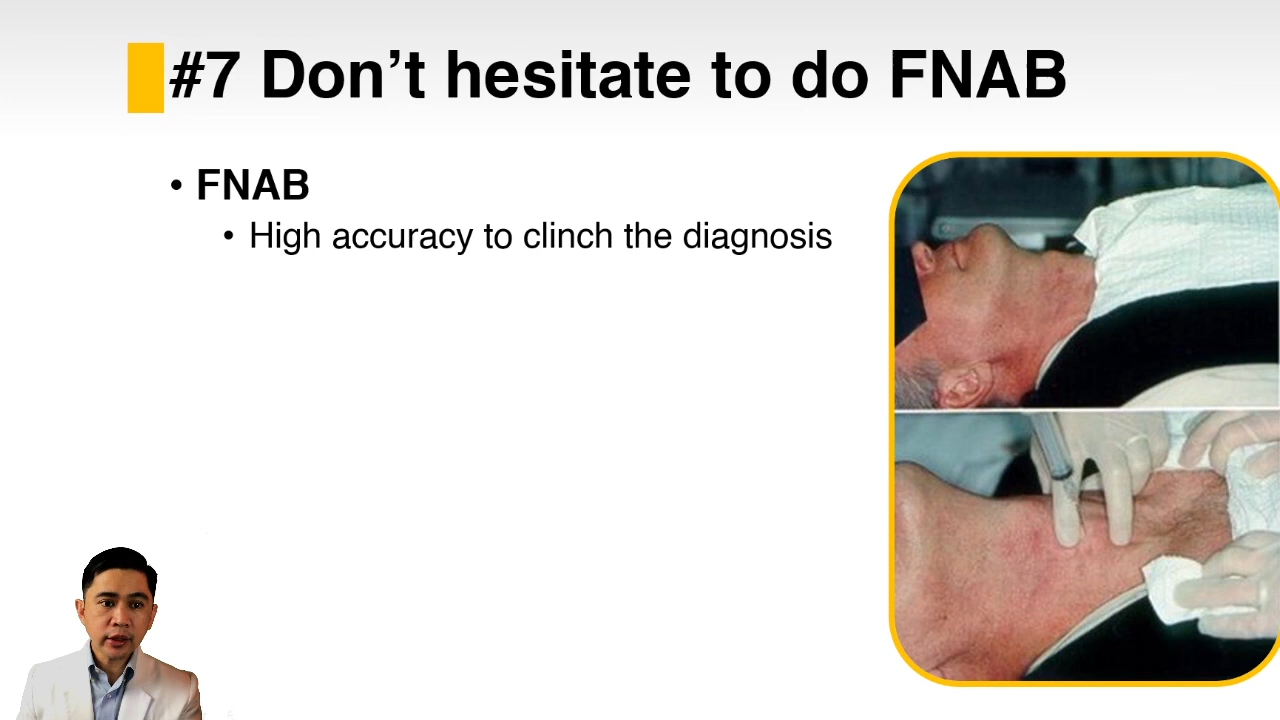 #7 Don’t hesitate to do FNAB
• FNAB
• High accuracy to clinch the diagnosis